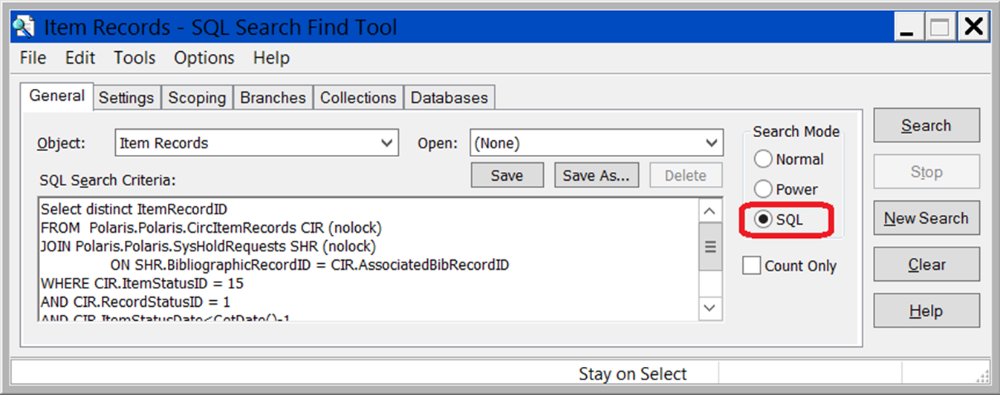 Item Records - SQL Search Find Tool
File Edit Tools Options Help
General Settings Scoping Branches Collections Databases
Object: Item Records Open: (None)
Save Save As... Delete
SQL Search Criteria:
Select distinct ItemRecordID
FROM  Polaris.Polaris.CircItemRecords CIR (nolock)
JOIN Polaris.Polaris.SysHoldRequests SHR (nolock)
ON SHR.BibliographicRecordID = CIR.AssociatedBibRecordID
WHERE CIR.ItemStatusID = 15
AND CIR.RecordStatusID = 1
AND CIR.ItemStatusDate<GetDate()-1
Search Mode
Normal
Power
SQL
Count Only
Search
Stop
New Search
Clear
Help
Stay on Select